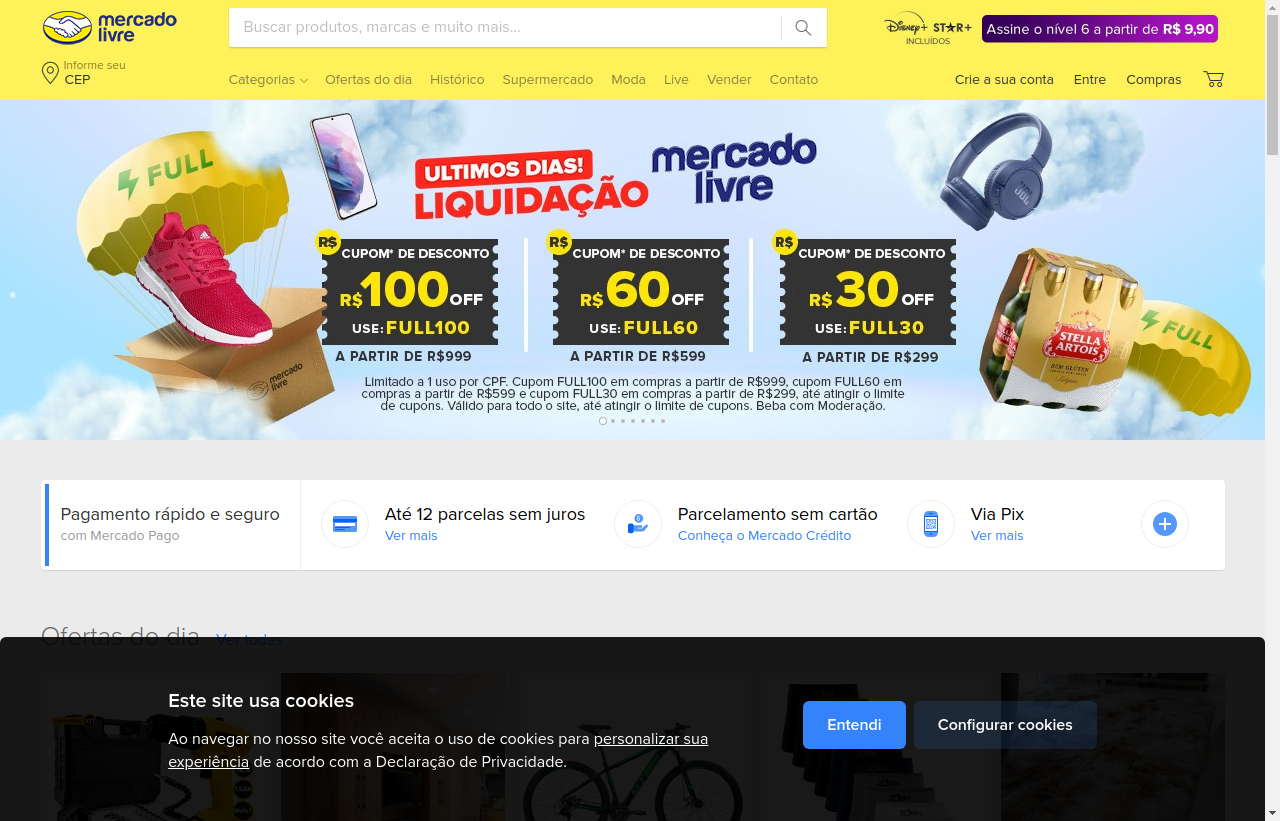 mercado
livre
Buscar produtos, marcas e muito mais...
Disney+ STAR+
INCLUÍDOS
Assine o nível 6 a partir de R$ 9,90
Informe seu
CEP
Categorias
Ofertas do dia
Histórico
Supermercado
Moda
Live
Vender
Contato
Crie a sua conta
Entre
Compras
FULL
ULTIMOS DIAS!
LIQUIDAÇÃO
mercado
livre
JBL
R$
CUPOM* DE DESCONTO
R$100OFF
USE: FULL100
A PARTIR DE R$999
R$
CUPOM* DE DESCONTO
R$60OFF
USE: FULL60
A PARTIR DE R$599
R$
CUPOM* DE DESCONTO
R$30OFF
USE: FULL30
A PARTIR DE R$299
adidas
mercado
livre
STELLA
ARTOIS
FULL
Limitado a 1 uso por CPF. Cupom FULL100 em compras a partir de R$999, cupom FULL60 em
compras a partir de R$599 e cupom FULL30 em compras a partir de R$299, até atingir o limite
de cupons. Válido para todo o site, até atingir o limite de cupons. Beba com Moderação.
Pagamento rápido e seguro
com Mercado Pago
Até 12 parcelas sem juros
Ver mais
Parcelamento sem cartão
Conheça o Mercado Crédito
Via Pix
Ver mais
Ofertas do dia
Ver todas
Este site usa cookies
Ao navegar no nosso site você aceita o uso de cookies para personalizar sua
experiência de acordo com a Declaração de Privacidade.
Entendi
Configurar cookies